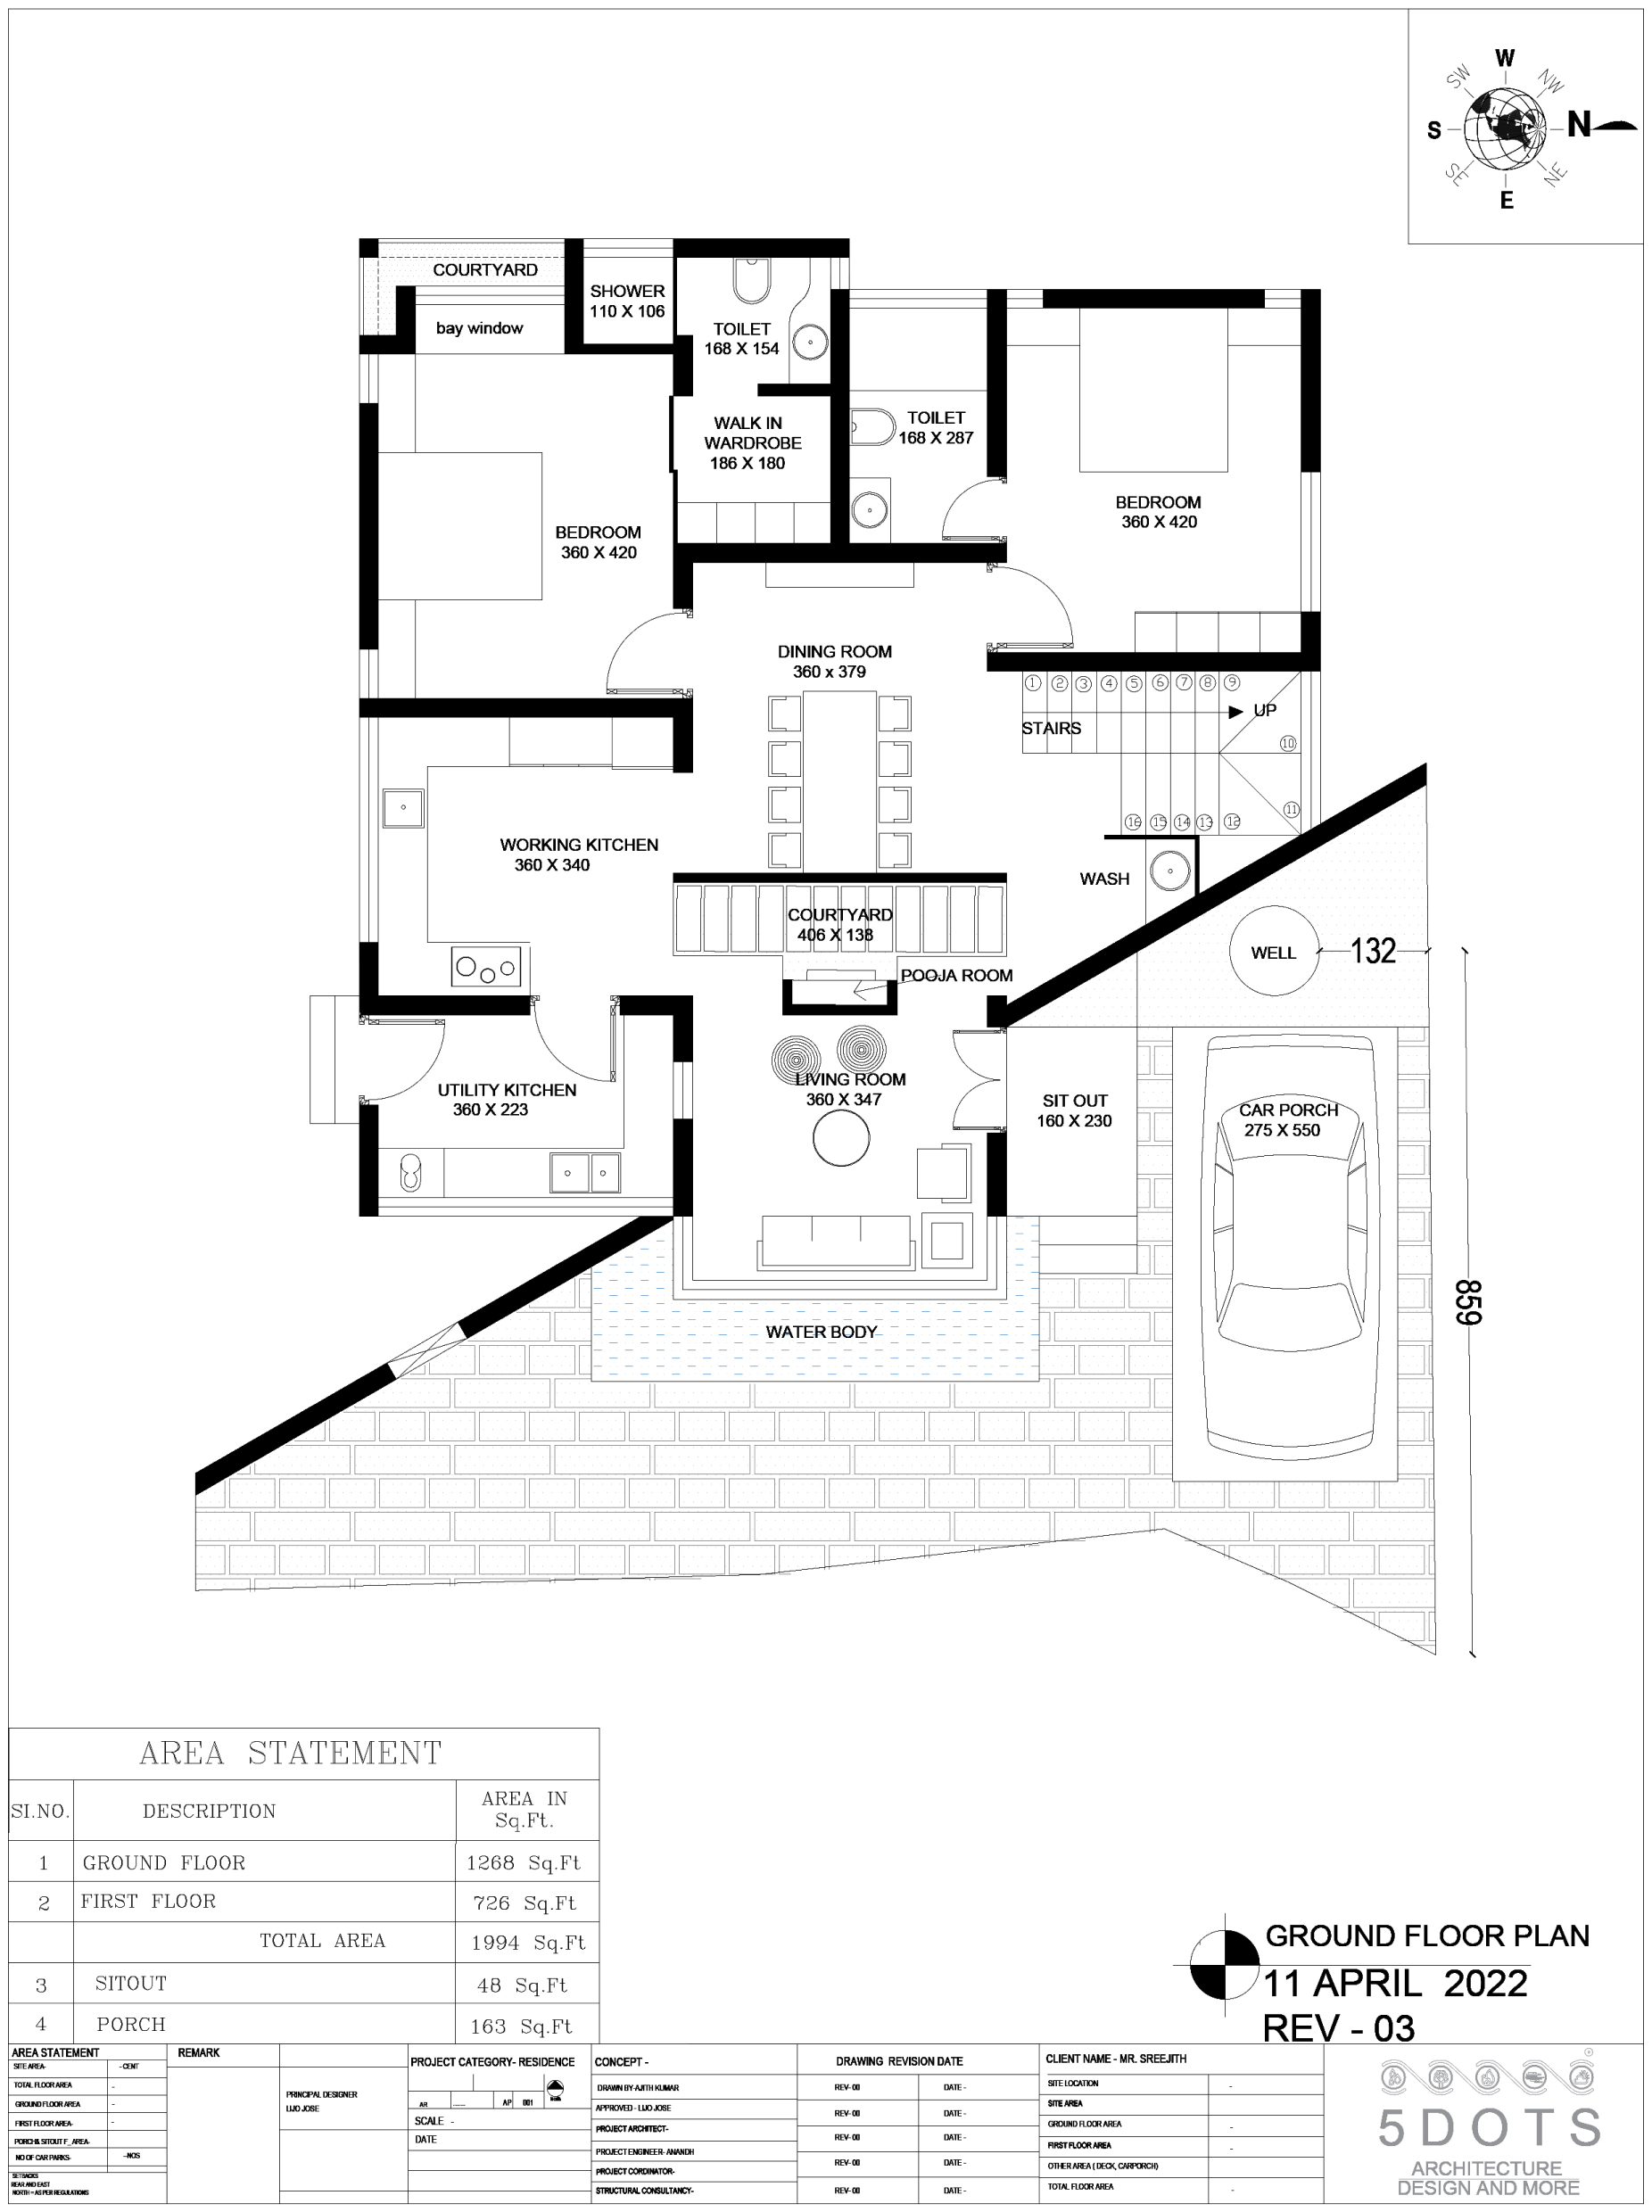 W
SW
NW
S
N
SE
NE
E
COURTYARD
bay window
SHOWER
110 X 106
TOILET
168 X 154
WALK IN
WARDROBE
186 X 180
TOILET
168 X 287
BEDROOM
360 X 420
BEDROOM
360 X 420
DINING ROOM
360 x 379
1 2 3 4 5 6 7 8 9
UP
STAIRS
10
11
16 15 14 13 12
WORKING KITCHEN
360 X 340
WASH
COURTYARD
406 X 138
POOJA ROOM
WELL
132
UTILITY KITCHEN
360 X 223
LIVING ROOM
360 X 347
SIT OUT
160 X 230
CAR PORCH
275 X 550
859
WATER BODY
AREA STATEMENT
SI.NO. DESCRIPTION AREA IN
Sq.Ft.
1 GROUND FLOOR 1268 Sq.Ft
2 FIRST FLOOR 726 Sq.Ft
TOTAL AREA 1994 Sq.Ft
3 SITOUT 48 Sq.Ft
4 PORCH 163 Sq.Ft
GROUND FLOOR PLAN
11 APRIL 2022
REV - 03
AREA STATEMENT
SITE AREA- - CENT
TOTAL FLOOR AREA -
GROUND FLOOR AREA -
FIRST FLOOR AREA- -
PORCH& SITOUT F_ AREA-
NO OF CAR PARKS- --NOS
SETBACKS
REAR AND EAST
NORTH - AS PER REGULATIONS
REMARK
PRINCIPAL DESIGNER
LIJO JOSE
PROJECT CATEGORY- RESIDENCE
AR AP 001
SCALE -
DATE
CONCEPT -
DRAWN BY-AJITH KUMAR
APPROVED - LIJO JOSE
PROJECT ARCHITECT-
PROJECT ENGINEER- ANANDH
PROJECT CORDINATOR-
STRUCTURAL CONSULTANCY-
DRAWING REVISION DATE
REV- 00 DATE -
REV- 00 DATE -
REV- 00 DATE -
REV- 00 DATE -
REV- 00 DATE -
CLIENT NAME - MR. SREEJITH
SITE LOCATION -
SITE AREA
GROUND FLOOR AREA -
FIRST FLOOR AREA -
OTHER AREA ( DECK, CARPORCH)
TOTAL FLOOR AREA -
®
5 DOTS
ARCHITECTURE
DESIGN AND MORE